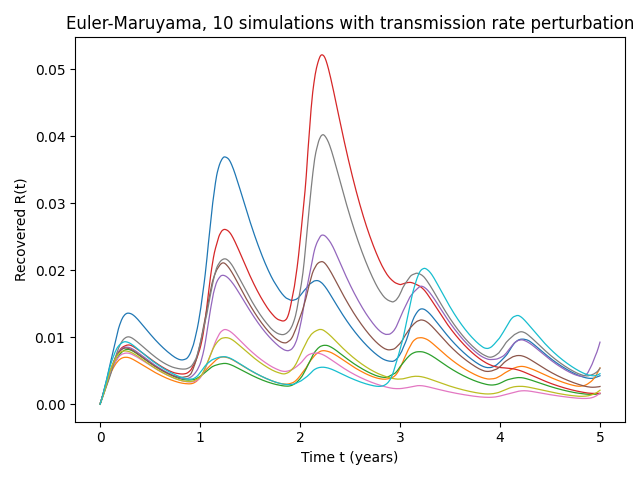 Euler-Maruyama, 10 simulations with transmission rate perturbation
Recovered R(t)
0.05
0.04
0.03
0.02
0.01
0.00
0 1 2 3 4 5
Time t (years)